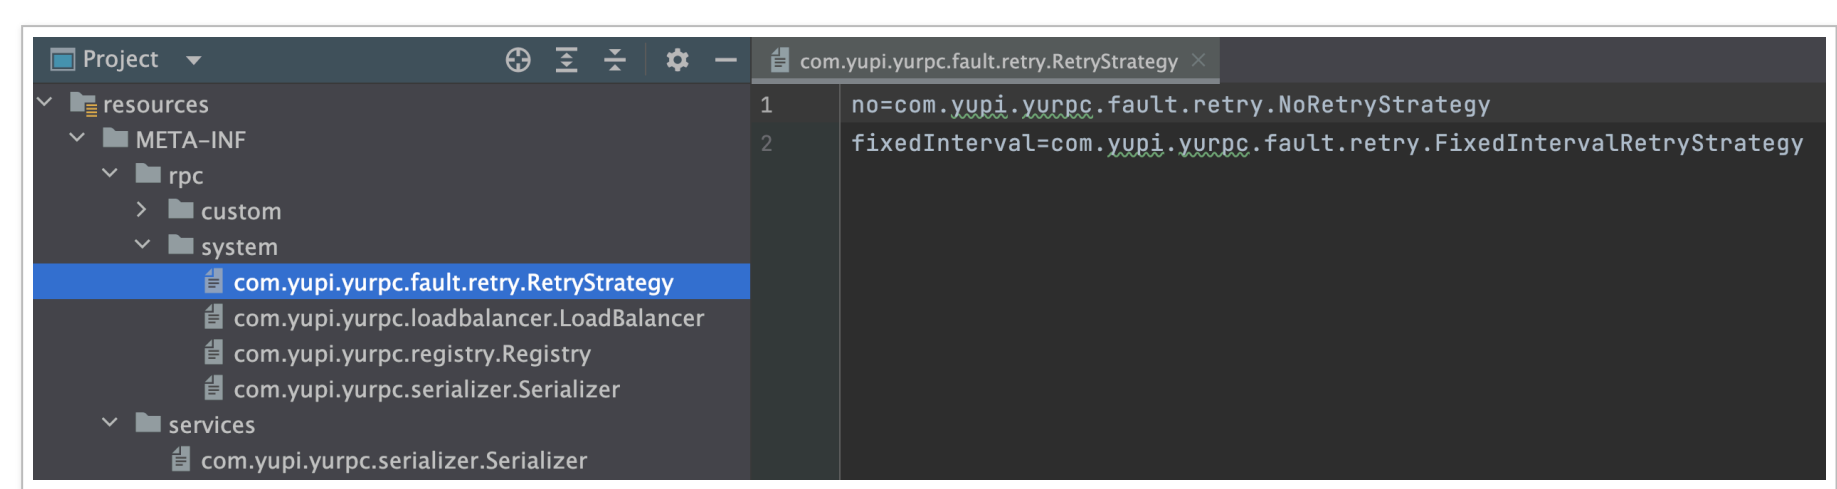 Project
resources
META-INF
rpc
custom
system
com.yupi.yurpc.fault.retry.RetryStrategy
com.yupi.yurpc.loadbalancer.LoadBalancer
com.yupi.yurpc.registry.Registry
com.yupi.yurpc.serializer.Serializer
services
com.yupi.yurpc.serializer.Serializer
com.yupi.yurpc.fault.retry.RetryStrategy
1 no=com.yupi.yurpc.fault.retry.NoRetryStrategy
2 fixedInterval=com.yupi.yurpc.fault.retry.FixedIntervalRetryStrategy